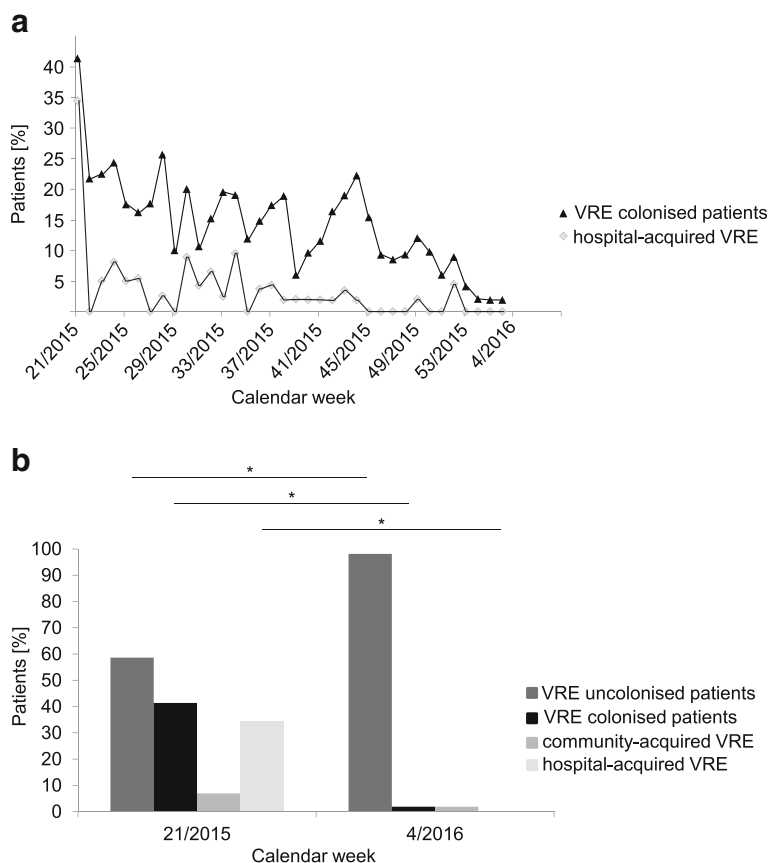 a
40
35
30
25
20
15
10
5
Patients [%]
21/2015
25/2015
29/2015
33/2015
37/2015
41/2015
45/2015
49/2015
53/2015
4/2016
Calendar week
VRE colonised patients
hospital-acquired VRE
b
*
*
*
100
90
80
70
60
50
40
30
20
10
0
Patients [%]
21/2015
4/2016
Calendar week
VRE uncolonised patients
VRE colonised patients
community-acquired VRE
hospital-acquired VRE